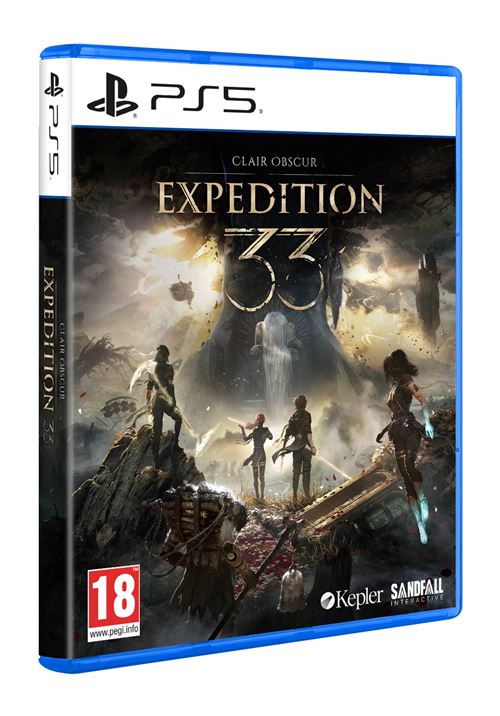 PS5
CLAIR OBSCUR
EXPEDITION 33
PS5®
CLAIR OBSCUR
EXPEDITION
33
18
www.pegi.info
Kepler
SANDFALL
INTERACTIVE